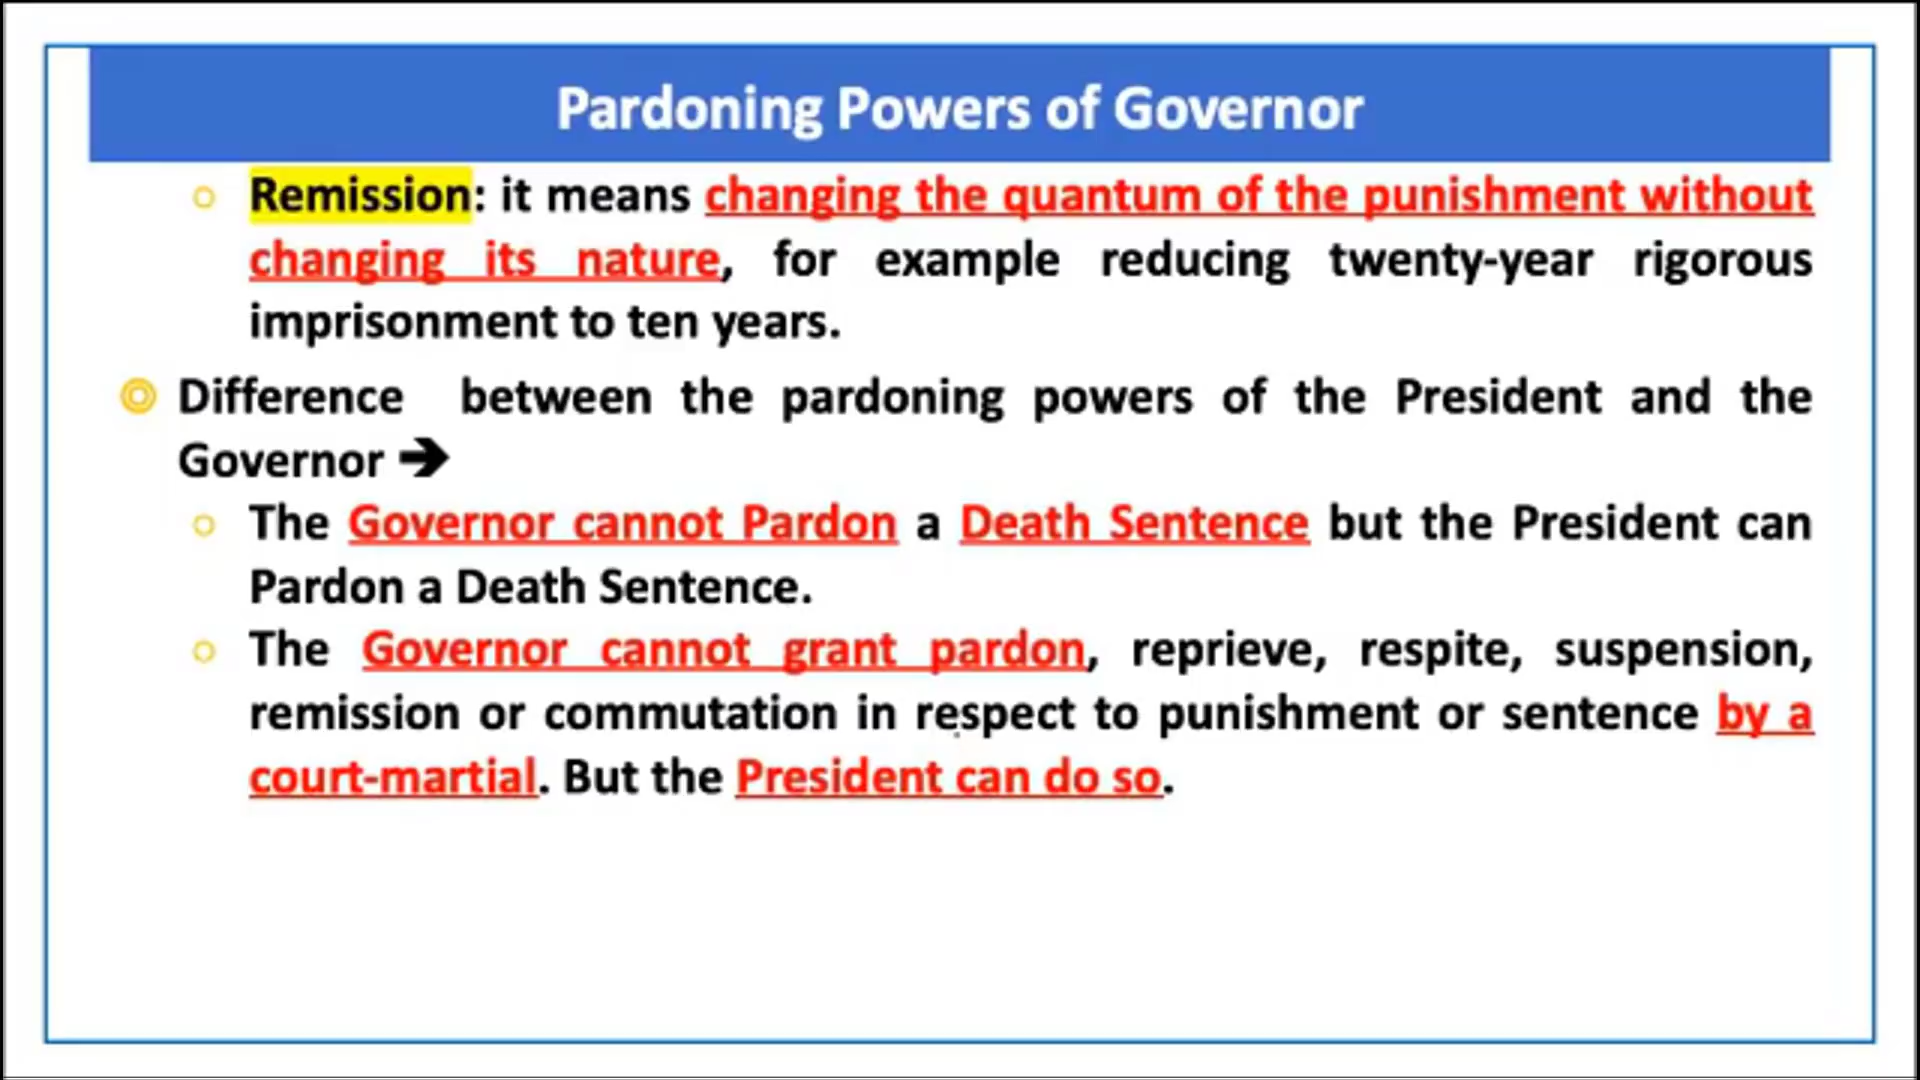 Pardoning Powers of Governor
Remission: it means changing the quantum of the punishment without
changing its nature, for example reducing twenty-year rigorous
imprisonment to ten years.
Difference between the pardoning powers of the President and the
Governor ➔
The Governor cannot Pardon a Death Sentence but the President can
Pardon a Death Sentence.
The Governor cannot grant pardon, reprieve, respite, suspension,
remission or commutation in respect to punishment or sentence by a
court-martial. But the President can do so.